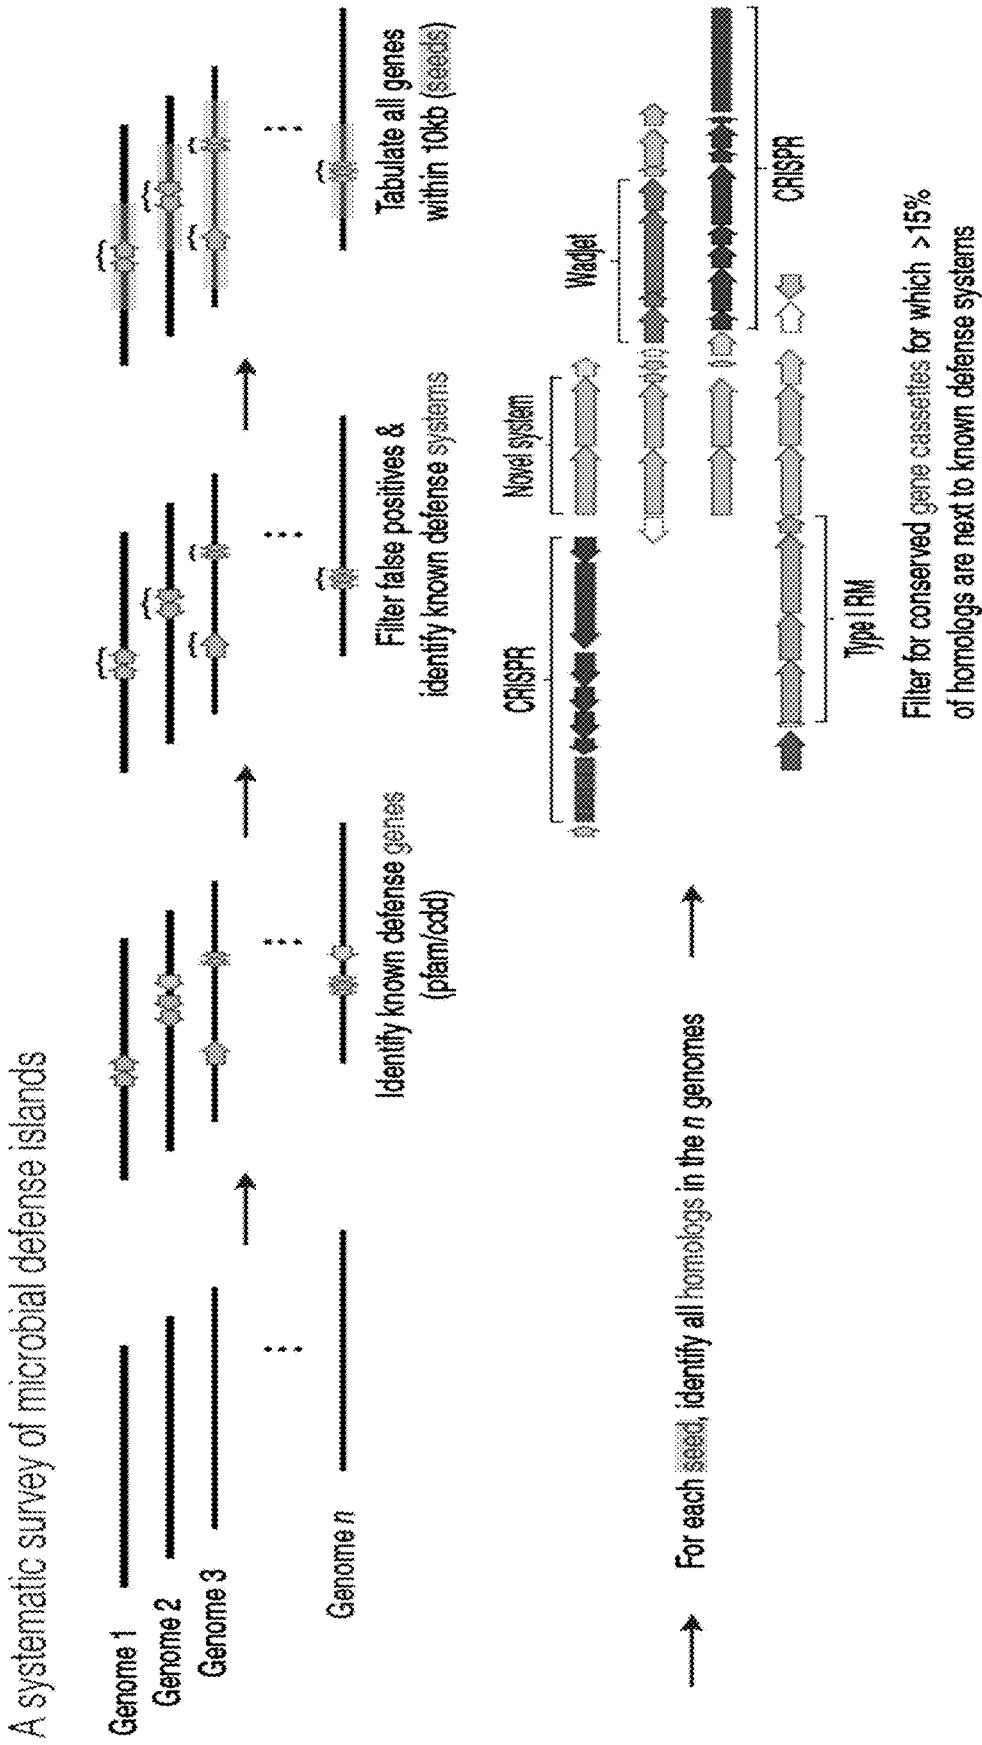 A systematic survey of microbial defense islands
Genome 1
Genome 2
Genome 3
Genome n
Identify known defense genes
(pfam/cdd)
Filter false positives &
identify known defense systems
Tabulate all genes
within 10kb (seeds)
For each seed, identify all homologs in the n genomes
CRISPR
Novel system
Wadjet
Type I RM
CRISPR
Filter for conserved gene cassettes for which >15%
of homologs are next to known defense systems